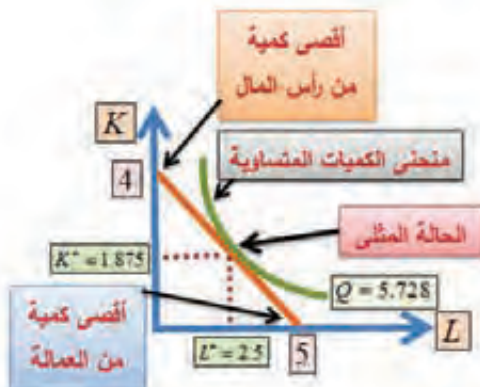 أقصى كمية
من رأس المال
K
منحنى الكميات المتساوية
4
الحالة المثلى
K* = 1.875
Q = 5.728
أقصى كمية
من العمالة
L* = 2.5
5
L